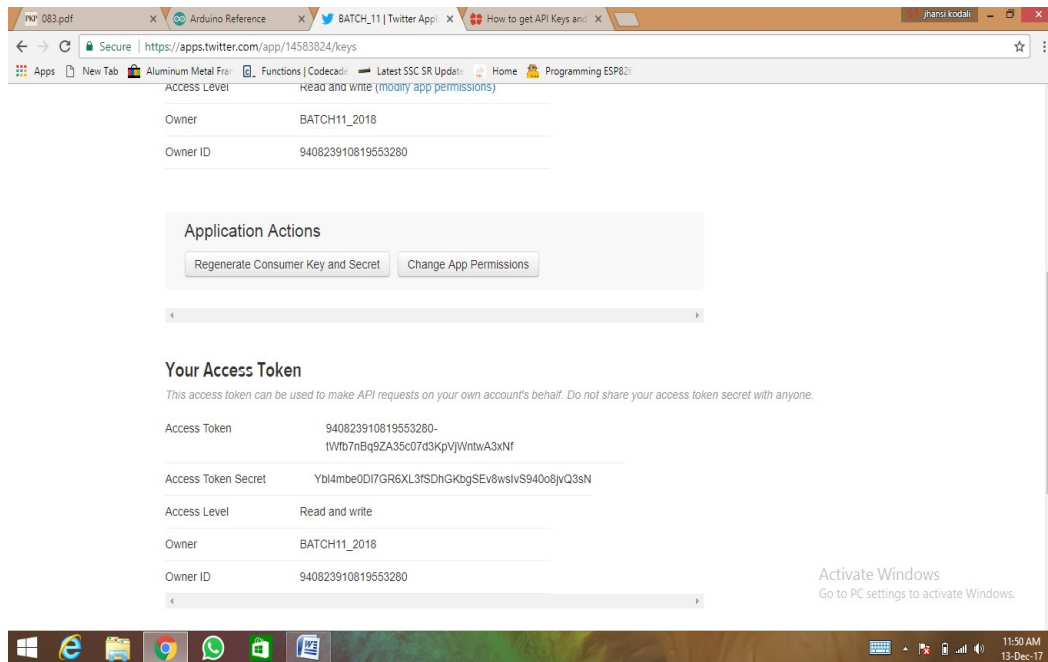 PKP 083.pdf
Arduino Reference
BATCH_11 | Twitter Appli
How to get API Keys and
jhansi kodali
Secure | https://apps.twitter.com/app/14583824/keys
Apps New Tab Aluminum Metal Fra Functions | Codecade Latest SSC SR Update Home Programming ESP826
Access Level Read and write (modify app permissions)
Owner BATCH11_2018
Owner ID 940823910819553280
Application Actions
Regenerate Consumer Key and Secret Change App Permissions
Your Access Token
This access token can be used to make API requests on your own account's behalf. Do not share your access token secret with anyone.
Access Token 940823910819553280-
tWfb7nBq9ZA35c07d3KpVjWntwA3xNf
Access Token Secret Ybl4mbe0Dl7GR6XL3fSDhGKbgSEv8wslvS940o8jvQ3sN
Access Level Read and write
Owner BATCH11_2018
Owner ID 940823910819553280
Activate Windows
Go to PC settings to activate Windows.
11:50 AM
13-Dec-17